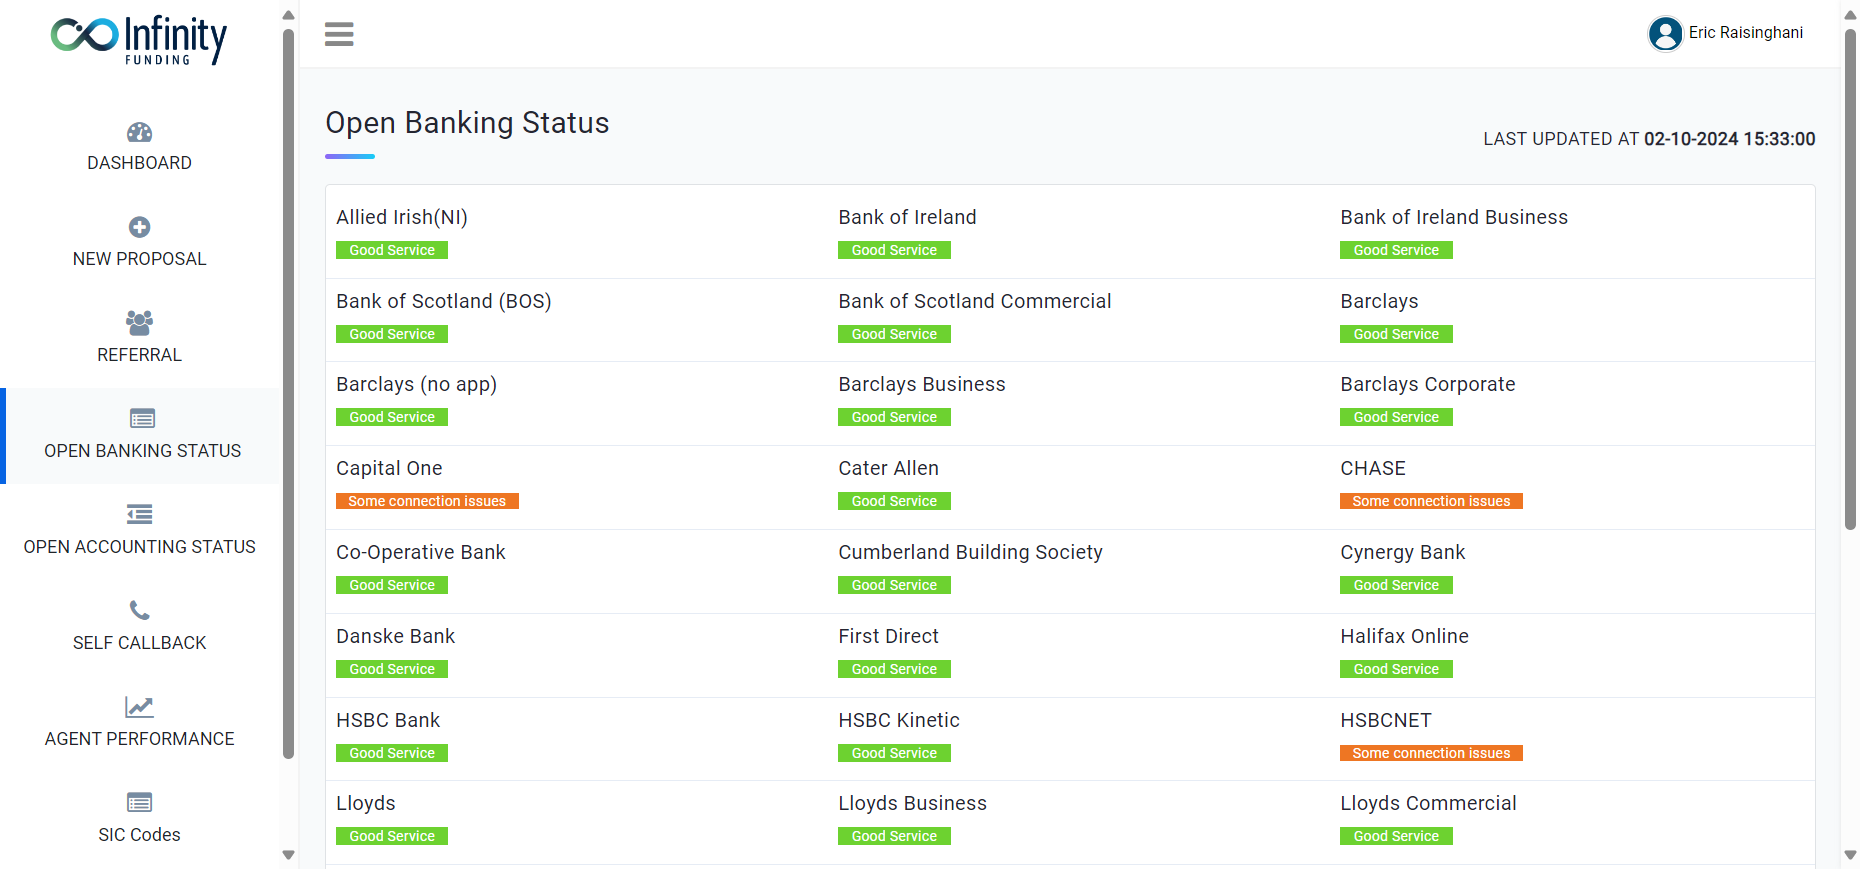 Infinity
FUNDING
Eric Raisinghani
DASHBOARD
NEW PROPOSAL
REFERRAL
OPEN BANKING STATUS
OPEN ACCOUNTING STATUS
SELF CALLBACK
AGENT PERFORMANCE
SIC Codes
Open Banking Status
LAST UPDATED AT 02-10-2024 15:33:00
Allied Irish(NI)
Good Service
Bank of Ireland
Good Service
Bank of Ireland Business
Good Service
Bank of Scotland (BOS)
Good Service
Bank of Scotland Commercial
Good Service
Barclays
Good Service
Barclays (no app)
Good Service
Barclays Business
Good Service
Barclays Corporate
Good Service
Capital One
Some connection issues
Cater Allen
Good Service
CHASE
Some connection issues
Co-Operative Bank
Good Service
Cumberland Building Society
Good Service
Cynergy Bank
Good Service
Danske Bank
Good Service
First Direct
Good Service
Halifax Online
Good Service
HSBC Bank
Good Service
HSBC Kinetic
Good Service
HSBCNET
Some connection issues
Lloyds
Good Service
Lloyds Business
Good Service
Lloyds Commercial
Good Service